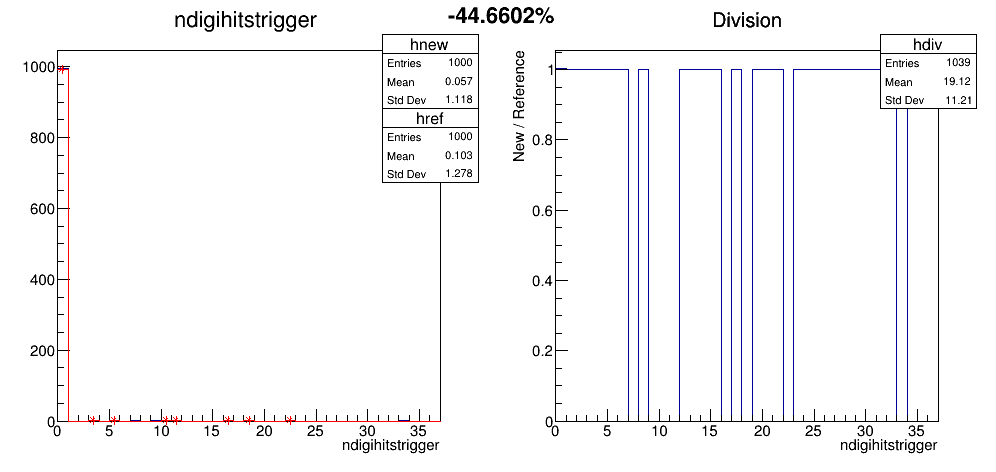 -44.6602%
ndigihitstrigger
hnew
Entries 1000
Mean 0.057
Std Dev 1.118
href
Entries 1000
Mean 0.103
Std Dev 1.278
1000
800
600
400
200
0
0 5 10 15 20 25 30 35
ndigihitstrigger
Division
hdiv
Entries 1039
Mean 19.12
Std Dev 11.21
New / Reference
1
0.8
0.6
0.4
0.2
0
0 5 10 15 20 25 30 35
ndigihitstrigger